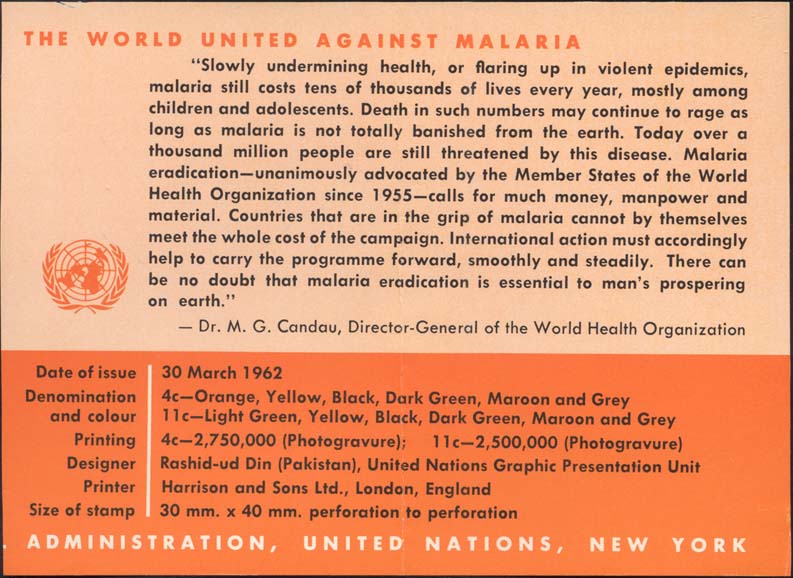 THE WORLD UNITED AGAINST MALARIA
"Slowly undermining health, or flaring up in violent epidemics,
malaria still costs tens of thousands of lives every year, mostly among
children and adolescents. Death in such numbers may continue to rage as
long as malaria is not totally banished from the earth. Today over a
thousand million people are still threatened by this disease. Malaria
eradication—unanimously advocated by the Member States of the World
Health Organization since 1955—calls for much money, manpower and
material. Countries that are in the grip of malaria cannot by themselves
meet the whole cost of the campaign. International action must accordingly
help to carry the programme forward, smoothly and steadily. There can
be no doubt that malaria eradication is essential to man's prospering
on earth."
— Dr. M. G. Candau, Director-General of the World Health Organization
Date of issue 30 March 1962
Denomination 4c—Orange, Yellow, Black, Dark Green, Maroon and Grey
and colour 11c—Light Green, Yellow, Black, Dark Green, Maroon and Grey
Printing 4c—2,750,000 (Photogravure); 11c—2,500,000 (Photogravure)
Designer Rashid-ud Din (Pakistan), United Nations Graphic Presentation Unit
Printer Harrison and Sons Ltd., London, England
Size of stamp 30 mm. x 40 mm. perforation to perforation
. ADMINISTRATION, UNITED NATIONS, NEW YORK